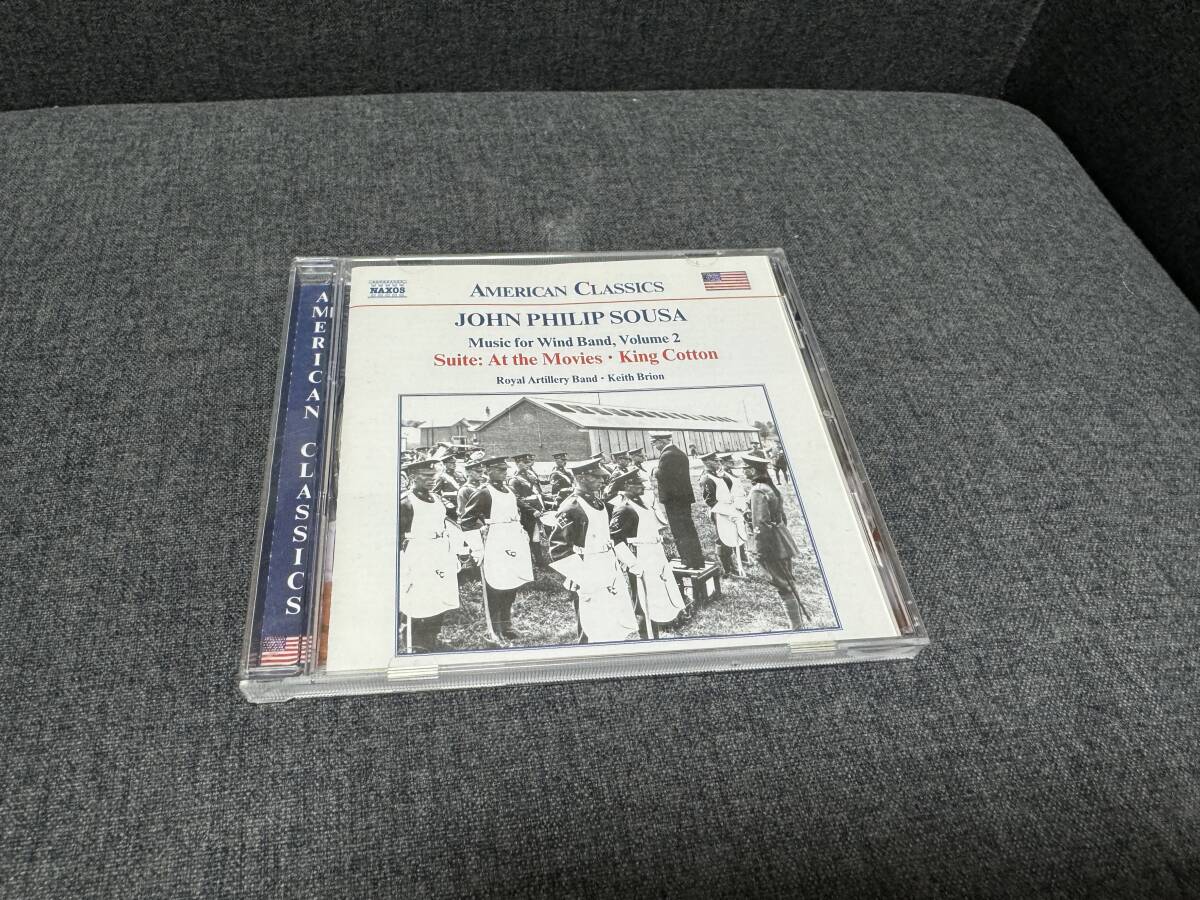 NAXOS
AMERICAN CLASSICS
JOHN PHILIP SOUSA
Music for Wind Band, Volume 2
Suite: At the Movies • King Cotton
Royal Artillery Band • Keith Brion
AMERICAN CLASSICS